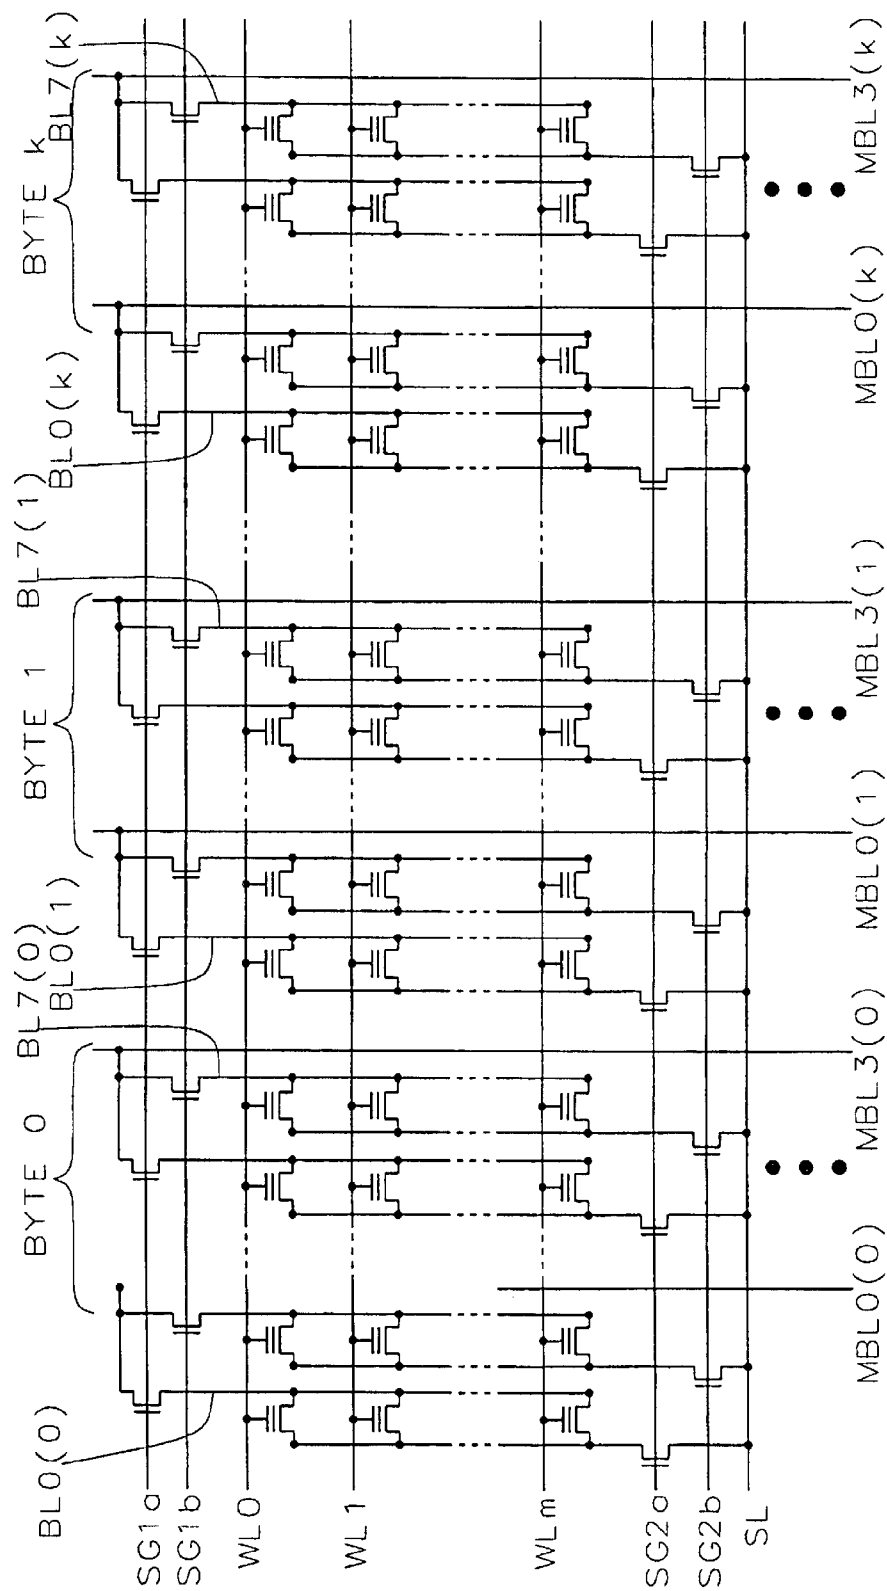 BYTE 0
BYTE 1
BYTE k
BL0(0)
BL7(0)
BL0(1)
BL7(1)
BL0(k)
BL7(k)
SG1a
SG1b
WL0
WL1
WLm
SG2a
SG2b
SL
MBL0(0)
MBL3(0)
MBL0(1)
MBL3(1)
MBL0(k)
MBL3(k)